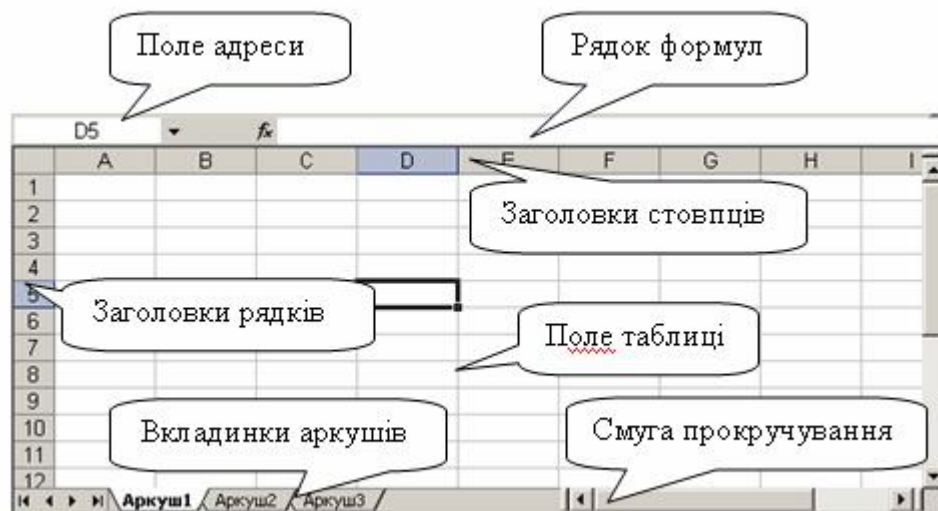 Поле адреси
Рядок формул
D5
fx
A B C D E F G H I
1
2
Заголовки стовпців
3
4
5
Заголовки рядків
6
Поле таблиці
7
8
9
10
Вкладинки аркушів
Смуга прокручування
11
12
Аркуш1 Аркуш2 Аркуш3